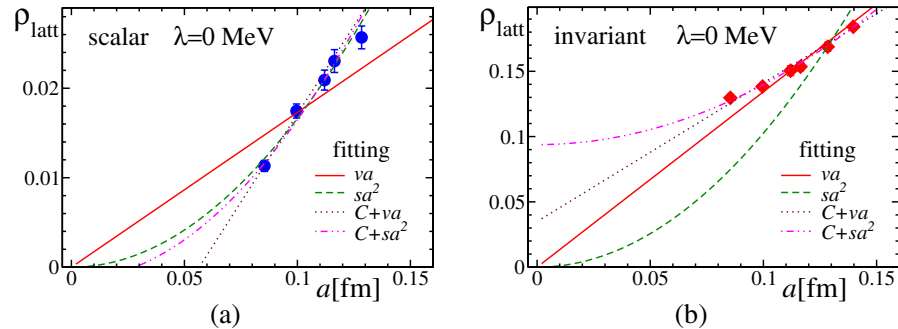 ρlatt
scalar λ=0 MeV
0.02
0.01
0
0
0.05
0.1
0.15
a[fm]
fitting
va
sa²
C+va
C+sa²
(a)
ρlatt
invariant λ=0 MeV
0.2
0.15
0.1
0.05
0
0
0.05
0.1
0.15
a[fm]
fitting
va
sa²
C+va
C+sa²
(b)